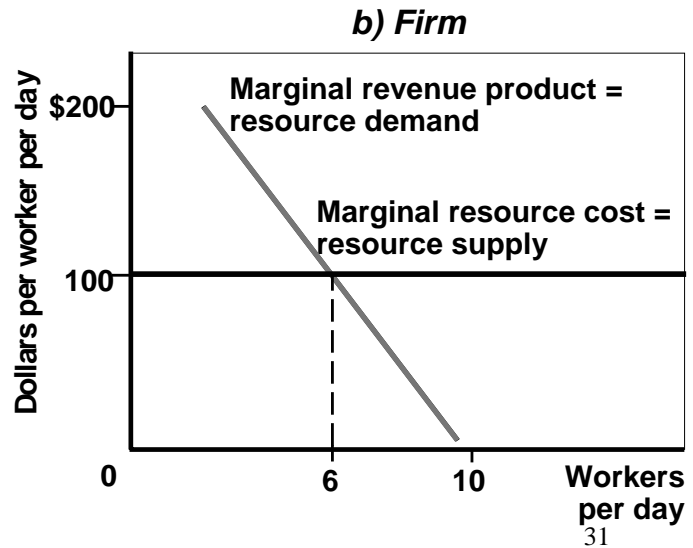 b) Firm
Dollars per worker per day
$200
Marginal revenue product =
resource demand
Marginal resource cost =
resource supply
100
0
6
10
Workers
per day
31